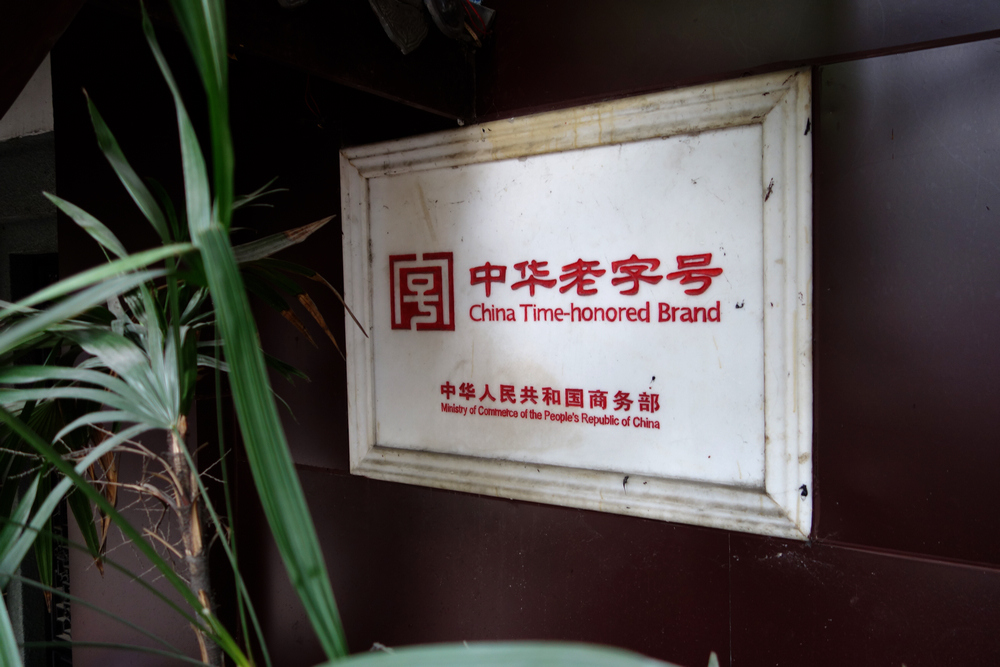 中华老字号
China Time-honored Brand
中华人民共和国商务部
Ministry of Commerce of the People's Republic of China